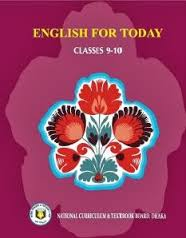 ENGLISH FOR TODAY
CLASSES 9-10
NATIONAL CURRICULUM & TEXTBOOK BOARD, DHAKA